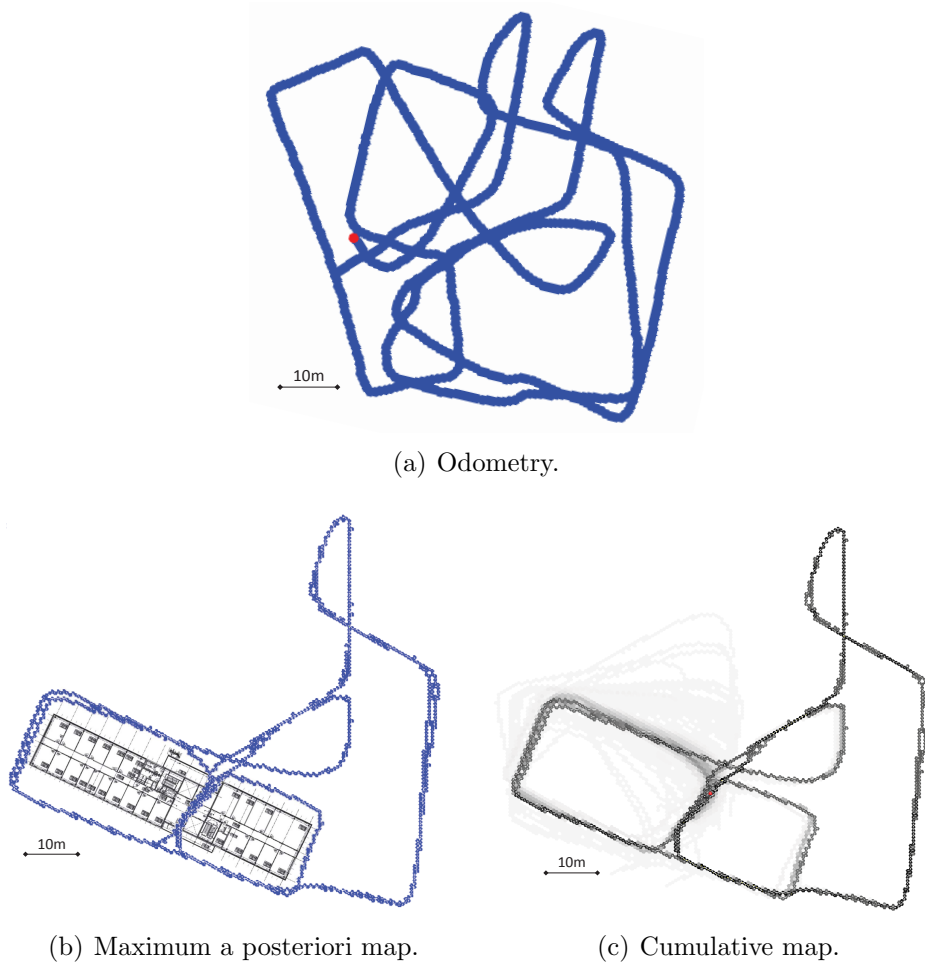 10m
(a) Odometry.
10m
10m
(b) Maximum a posteriori map.
(c) Cumulative map.